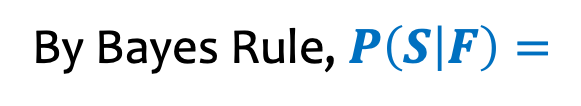 By Bayes Rule, P(S|F) =